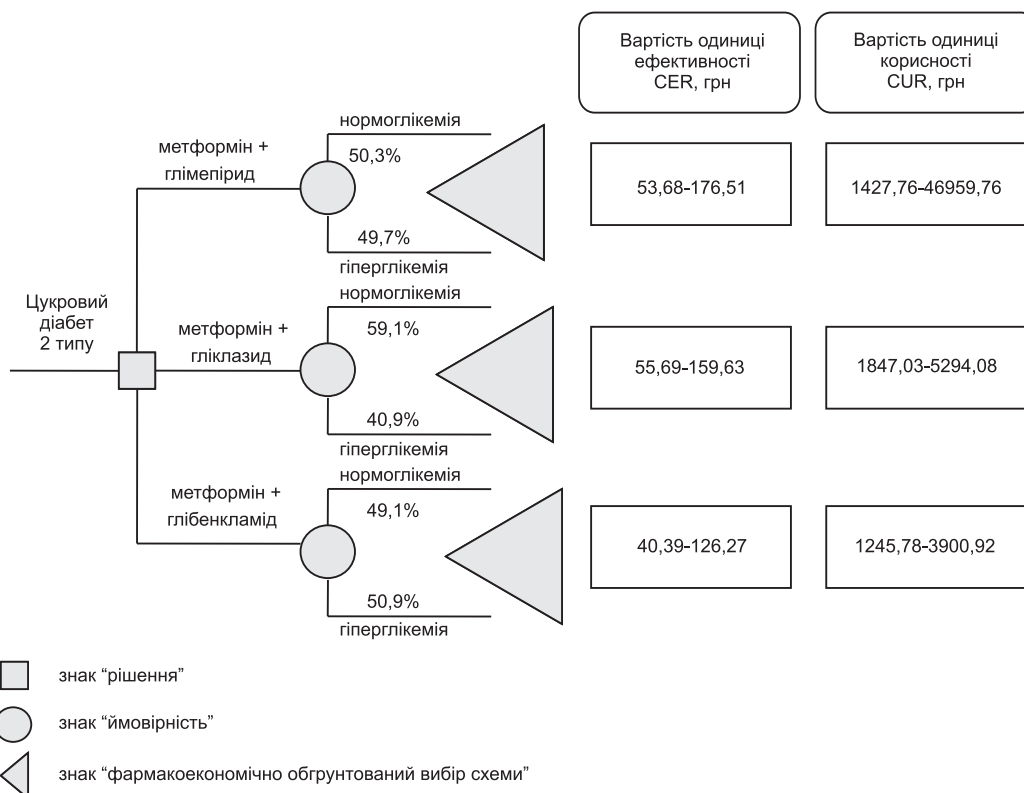 Вартість одиниці
ефективності
CER, грн
Вартість одиниці
корисності
CUR, грн
нормоглікемія
метформін +
глімепірид
50,3%
53,68-176,51
1427,76-46959,76
49,7%
гіперглікемія
Цукровий
діабет
2 типу
нормоглікемія
метформін +
гліклазид
59,1%
55,69-159,63
1847,03-5294,08
40,9%
гіперглікемія
нормоглікемія
метформін +
глібенкламід
49,1%
40,39-126,27
1245,78-3900,92
50,9%
гіперглікемія
знак “рішення”
знак “ймовірність”
знак “фармакоекономічно обгрунтований вибір схеми”